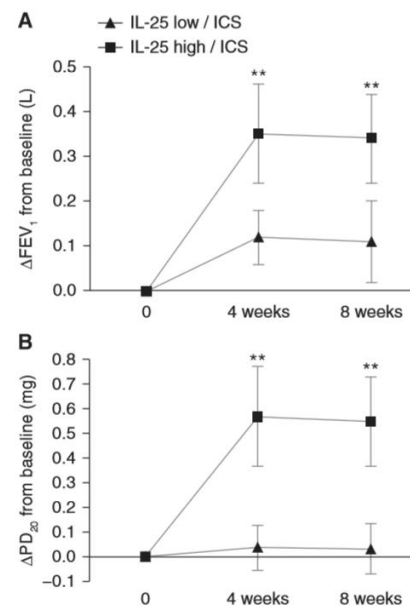 A
IL-25 low / ICS
IL-25 high / ICS
ΔFEV₁ from baseline (L)
0.5
0.4
0.3
0.2
0.1
0.0
**
**
0
4 weeks
8 weeks
B
ΔPD₂₀ from baseline (mg)
0.8
0.7
0.6
0.5
0.4
0.3
0.2
0.1
0.0
−0.1
**
**
0
4 weeks
8 weeks